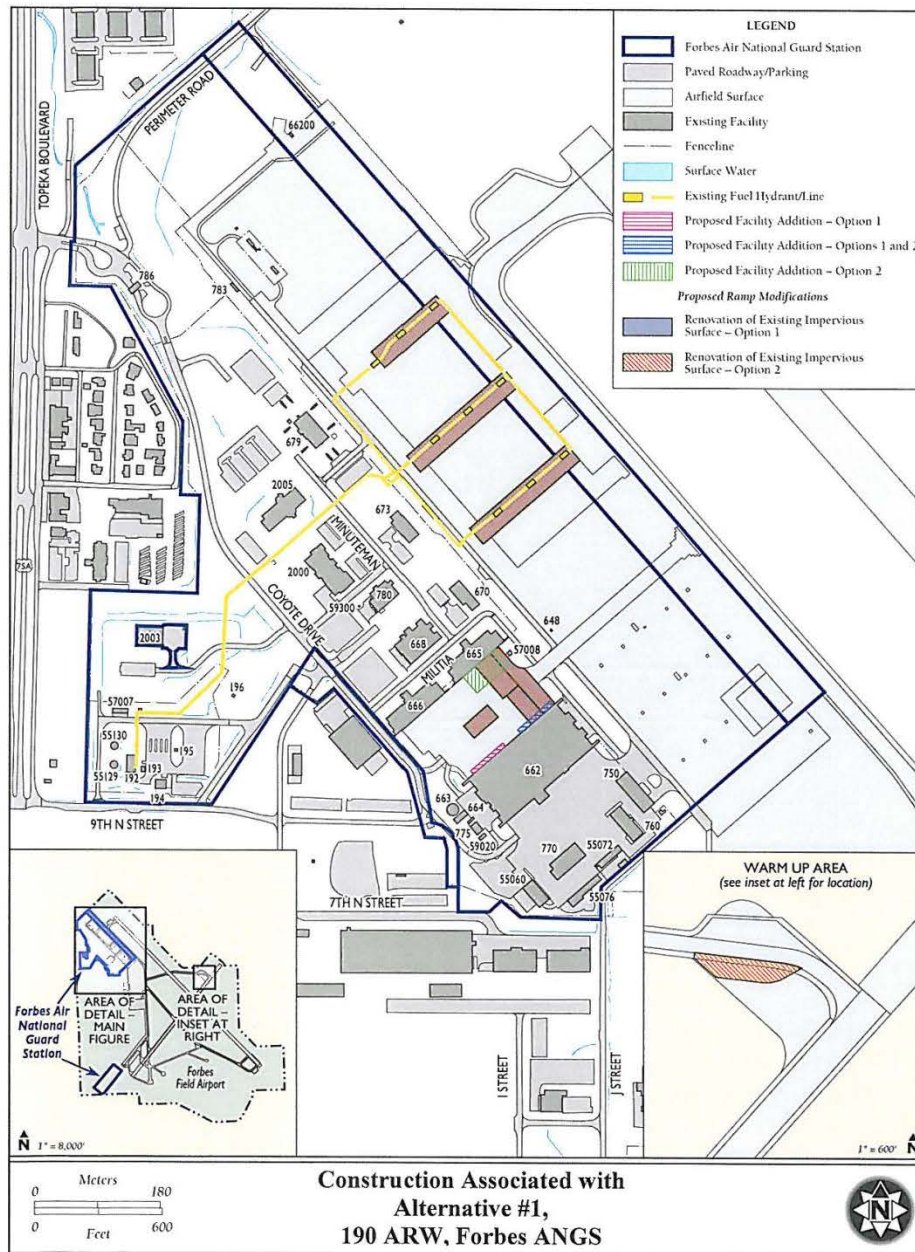 LEGEND
Forbes Air National Guard Station
Paved Roadway/Parking
Airfield Surface
Existing Facility
Fenceline
Surface Water
Existing Fuel Hydrant/Line
Proposed Facility Addition – Option 1
Proposed Facility Addition – Options 1 and 2
Proposed Facility Addition – Option 2
Proposed Ramp Modifications
Renovation of Existing Impervious
Surface – Option 1
Renovation of Existing Impervious
Surface – Option 2
TOPEKA BOULEVARD
PERIMETER ROAD
66200
786
783
679
2005
673
MINUTEMAN
2000
780
670
75A
59300
COYOTE DRIVE
668
648
2003
MILITIA
665
57008
196
666
57007
55130
195
662
750
55129
192
193
194
663
664
760
9TH N STREET
775
59020
770
55072
55060
55076
7TH N STREET
I STREET
J STREET
WARM UP AREA
(see inset at left for location)
N
1" = 600'
Forbes Air
National
Guard
Station
AREA OF
DETAIL –
MAIN
FIGURE
AREA OF
DETAIL –
INSET AT
RIGHT
Forbes
Field Airport
N
1" = 8,000'
Meters
0 180
0 600
Feet
Construction Associated with
Alternative #1,
190 ARW, Forbes ANGS
N